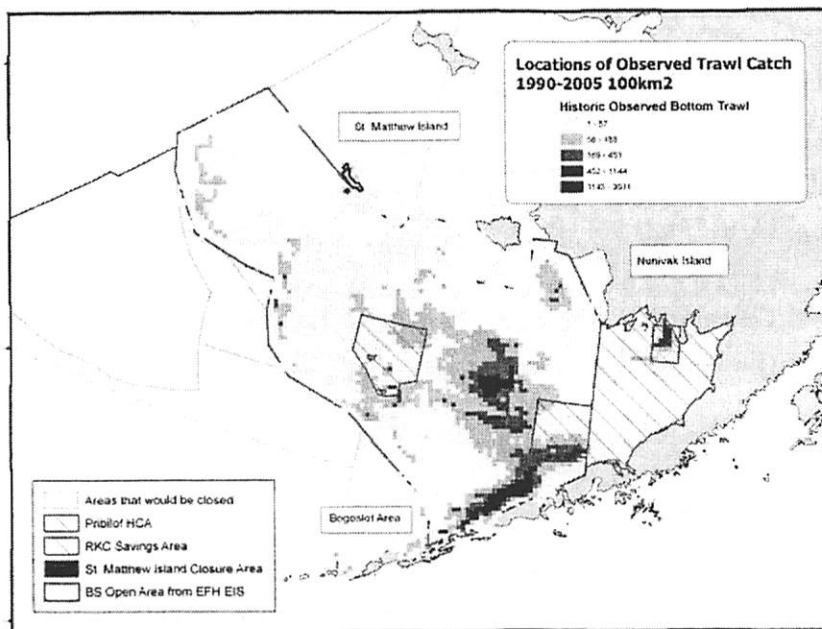 Locations of Observed Trawl Catch
1990-2005 100km2
Historic Observed Bottom Trawl
1 - 57
St. Matthew Island
Nunivak Island
Bogoslof Area
Areas that would be closed
Pribilof HCA
RKC Savings Area
St. Matthew Island Closure Area
BS Open Area from EFH EIS